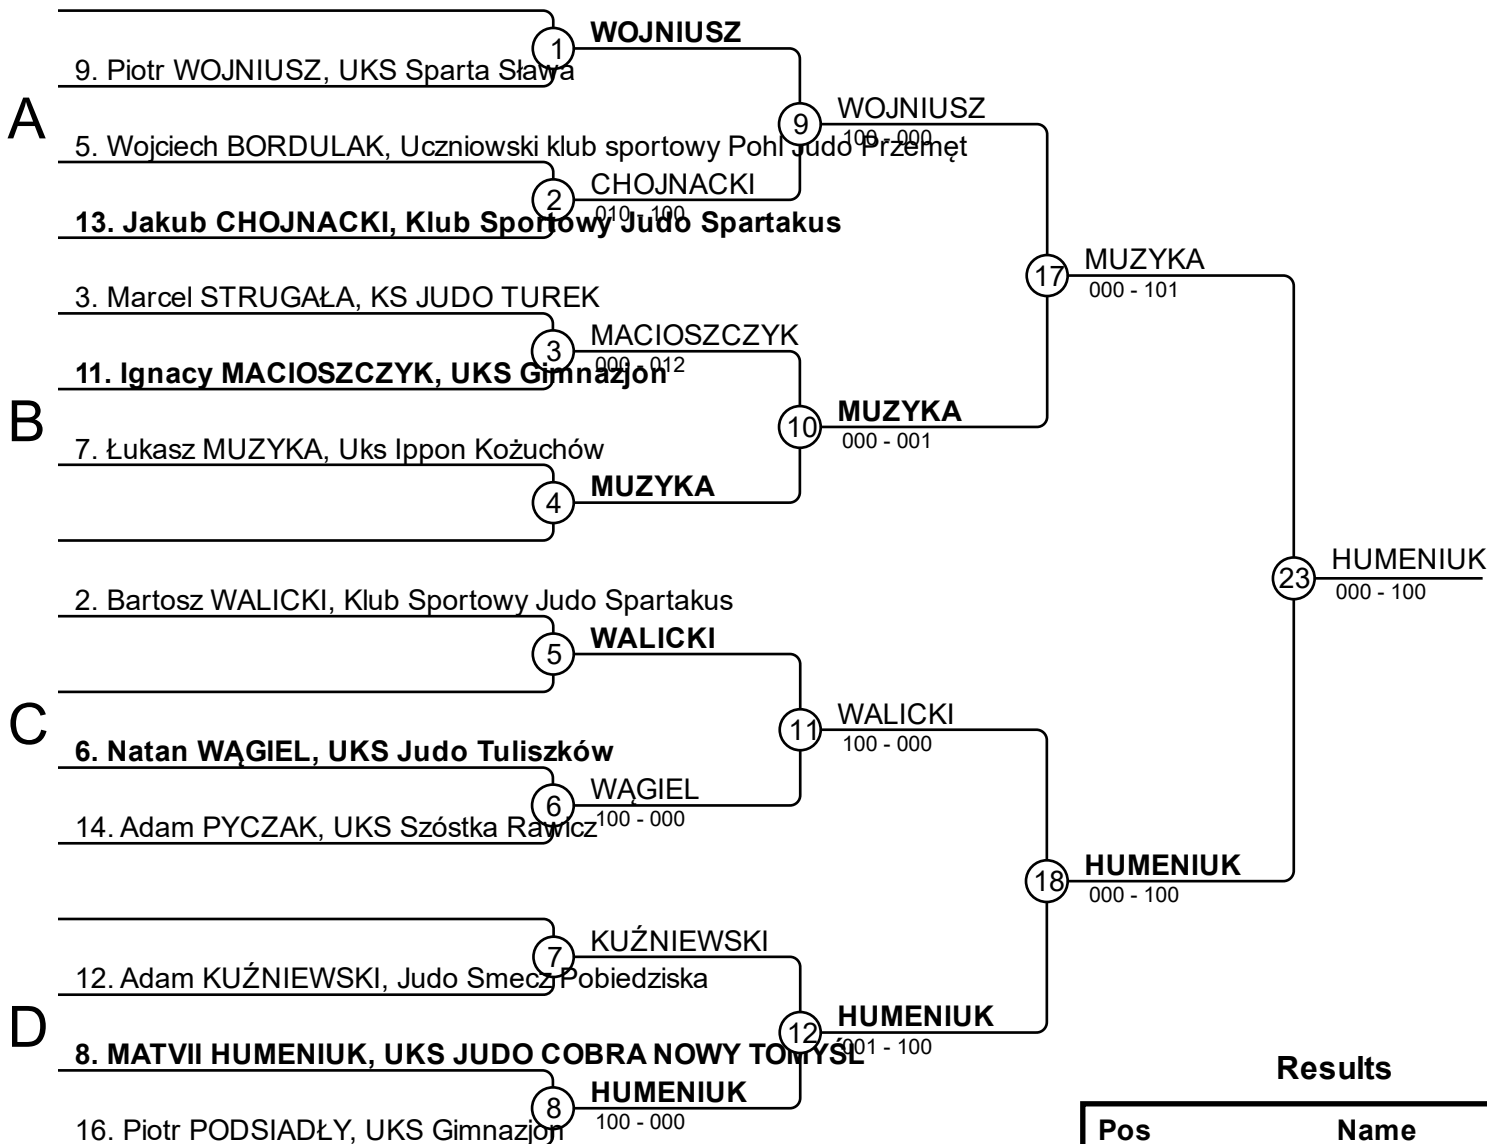 1
WOJNIUSZ
9. Piotr WOJNIUSZ, UKS Sparta Sława
A
9
WOJNIUSZ
100 - 000
5. Wojciech BORDULAK, Uczniowski klub sportowy Pohl Judo Przemęt
2
CHOJNACKI
010 - 100
13. Jakub CHOJNACKI, Klub Sportowy Judo Spartakus
17
MUZYKA
000 - 101
3. Marcel STRUGAŁA, KS JUDO TUREK
3
MACIOSZCZYK
000 - 012
11. Ignacy MACIOSZCZYK, UKS Gimnazjon
B
10
MUZYKA
000 - 001
7. Łukasz MUZYKA, Uks Ippon Kożuchów
4
MUZYKA
23
HUMENIUK
000 - 100
2. Bartosz WALICKI, Klub Sportowy Judo Spartakus
5
WALICKI
C
11
WALICKI
100 - 000
6. Natan WĄGIEL, UKS Judo Tuliszków
6
WĄGIEL
100 - 000
14. Adam PYCZAK, UKS Szóstka Rawicz
18
HUMENIUK
000 - 100
7
KUŹNIEWSKI
12. Adam KUŹNIEWSKI, Judo Smecz Pobiedziska
D
12
HUMENIUK
001 - 100
8. MATVII HUMENIUK, UKS JUDO COBRA NOWY TOMYŚL
8
HUMENIUK
100 - 000
16. Piotr PODSIADŁY, UKS Gimnazjon
Results
Pos Name